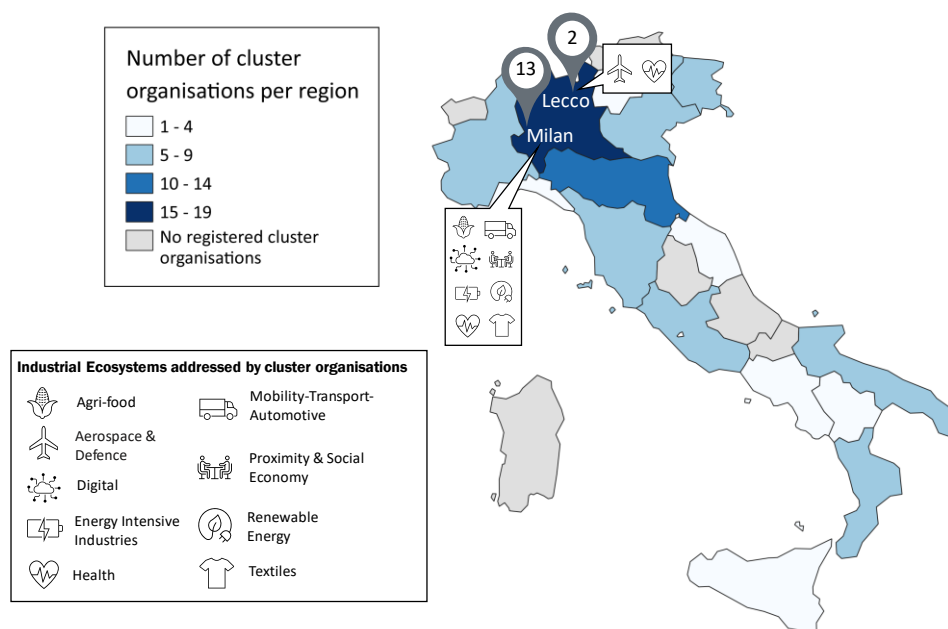 Number of cluster
organisations per region
1 - 4
5 - 9
10 - 14
15 - 19
No registered cluster
organisations
2
13
Lecco
Milan
Industrial Ecosystems addressed by cluster organisations
Agri-food
Aerospace &
Defence
Digital
Energy Intensive
Industries
Health
Mobility-Transport-
Automotive
Proximity & Social
Economy
Renewable
Energy
Textiles